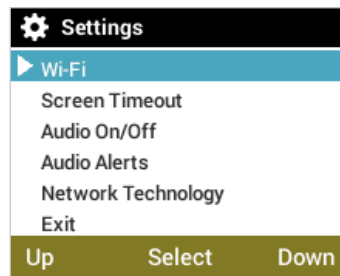 Settings
Wi-Fi
Screen Timeout
Audio On/Off
Audio Alerts
Network Technology
Exit
Up Select Down